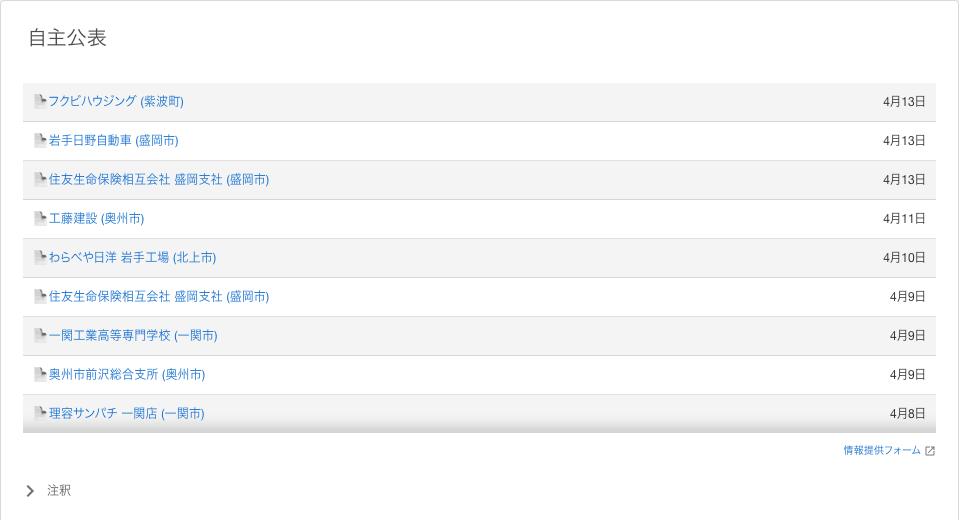 自主公表
フクビハウジング (紫波町) 4月13日
岩手日野自動車 (盛岡市) 4月13日
住友生命保険相互会社 盛岡支社 (盛岡市) 4月13日
工藤建設 (奥州市) 4月11日
わらべや日洋 岩手工場 (北上市) 4月10日
住友生命保険相互会社 盛岡支社 (盛岡市) 4月9日
一関工業高等専門学校 (一関市) 4月9日
奥州市前沢総合支所 (奥州市) 4月9日
理容サンパチ 一関店 (一関市) 4月8日
情報提供フォーム
注釈